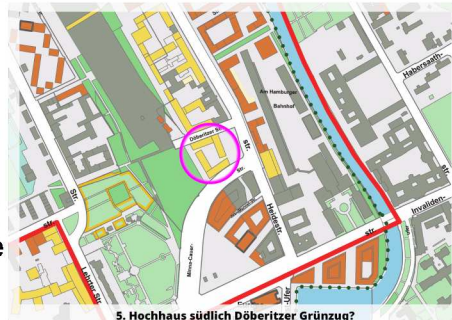 Habersaath-
Am Hamburger
Bahnhof
Döberitzer
str.
Str.
str.
Heidestr.
Invaliden-
str.
Minna-Cauer-
str.
Lehrter Str.
Ufer
e
5. Hochhaus südlich Döberitzer Grünzug?